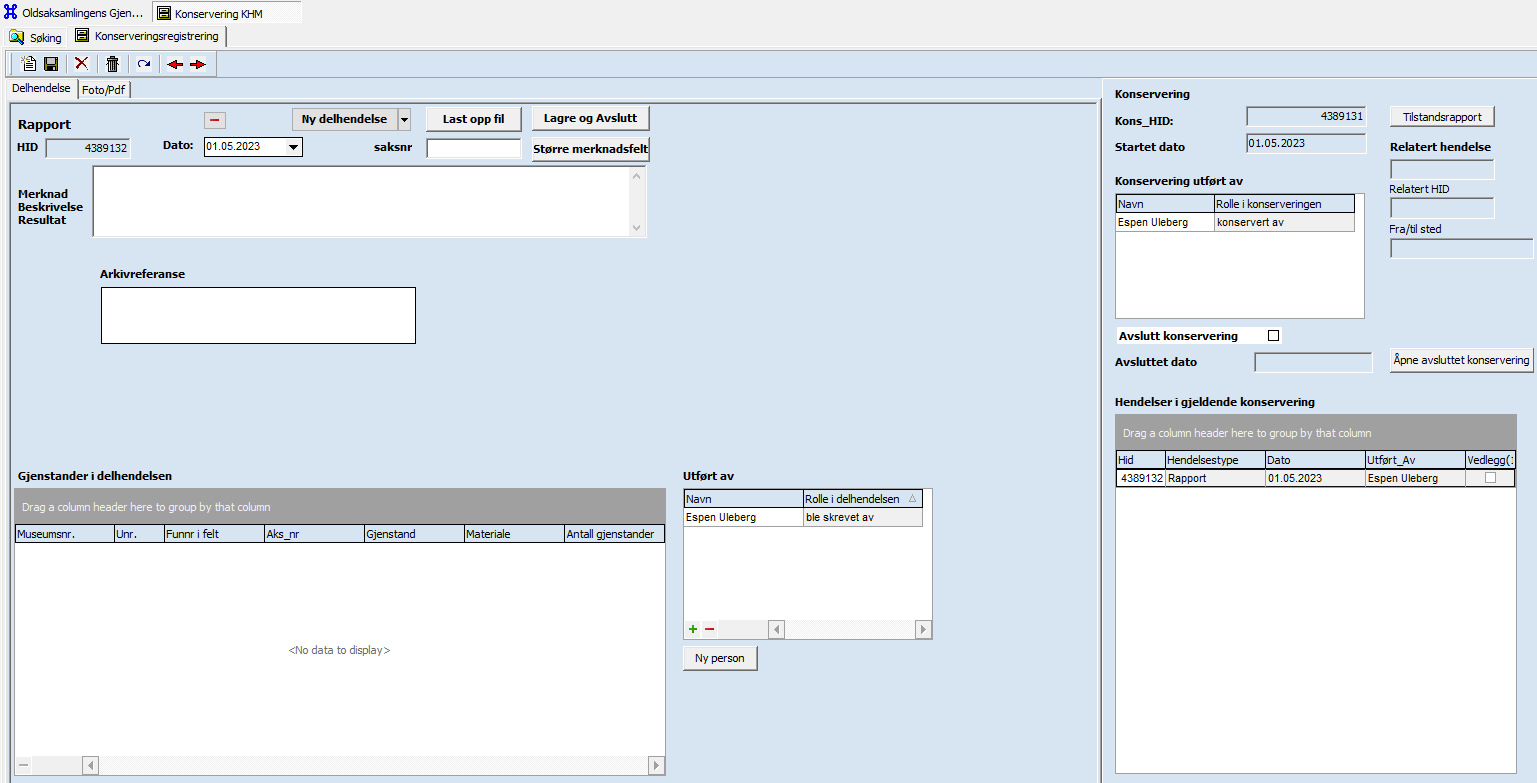 Oldsaksamlingens Gjen...
Konservering KHM
Søking
Konserveringsregistrering
Delhendelse
Foto/Pdf
Rapport
Ny delhendelse
Last opp fil
Lagre og Avslutt
HID
4389132
Dato:
01.05.2023
saksnr
Større merknadsfelt
Merknad
Beskrivelse
Resultat
Arkivreferanse
Gjenstander i delhendelsen
Drag a column header here to group by that column
Museumsnr.
Unr.
Funnr i felt
Aks_nr
Gjenstand
Materiale
Antall gjenstander
<No data to display>
Utført av
Navn
Rolle i delhendelsen
Espen Uleberg
ble skrevet av
Ny person
Konservering
Kons_HID:
4389131
Tilstandsrapport
Startet dato
01.05.2023
Relatert hendelse
Relatert HID
Fra/til sted
Konservering utført av
Navn
Rolle i konserveringen
Espen Uleberg
konservert av
Avslutt konservering
Avsluttet dato
Åpne avsluttet konservering
Hendelser i gjeldende konservering
Drag a column header here to group by that column
Hid
Hendelsestype
Dato
Utført_Av
Vedlegg(:
4389132
Rapport
01.05.2023
Espen Uleberg